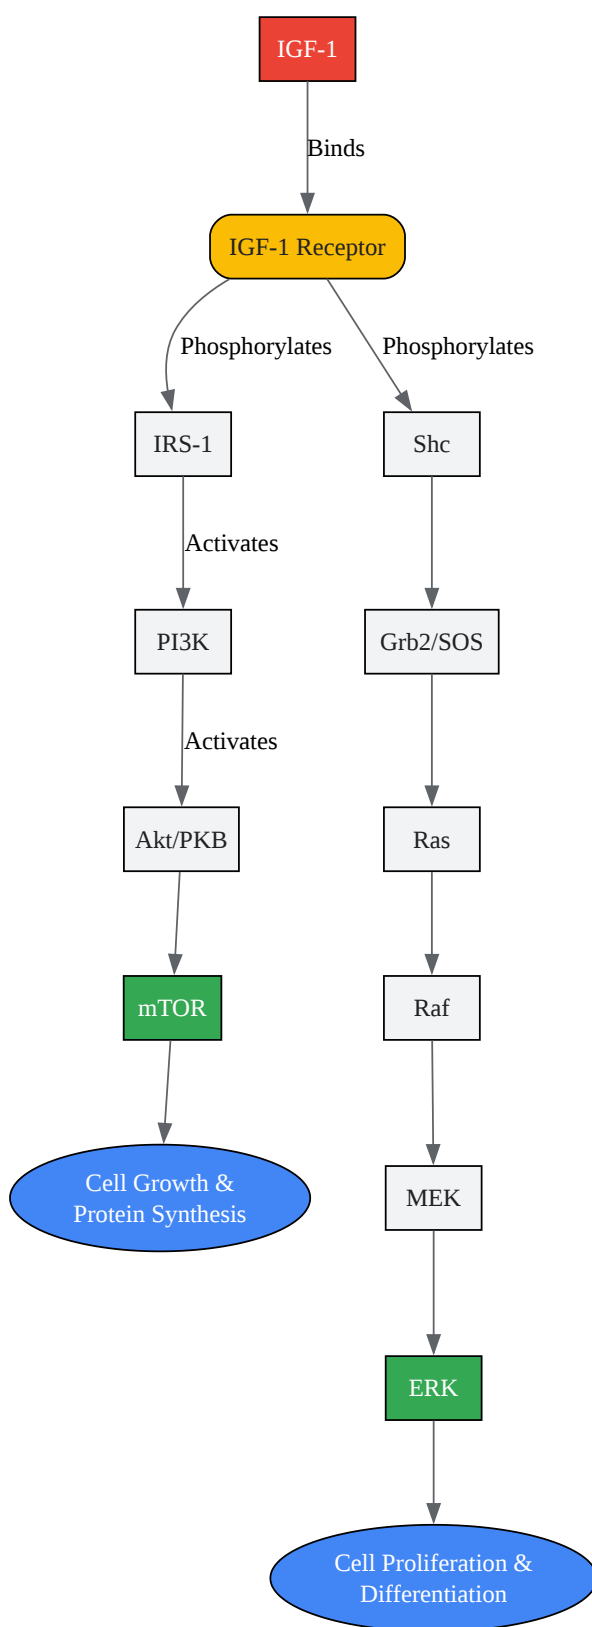 IGF-1
Binds
IGF-1 Receptor
Phosphorylates
Phosphorylates
IRS-1
Shc
Activates
PI3K
Grb2/SOS
Activates
Akt/PKB
Ras
mTOR
Raf
Cell Growth &
Protein Synthesis
MEK
ERK
Cell Proliferation &
Differentiation